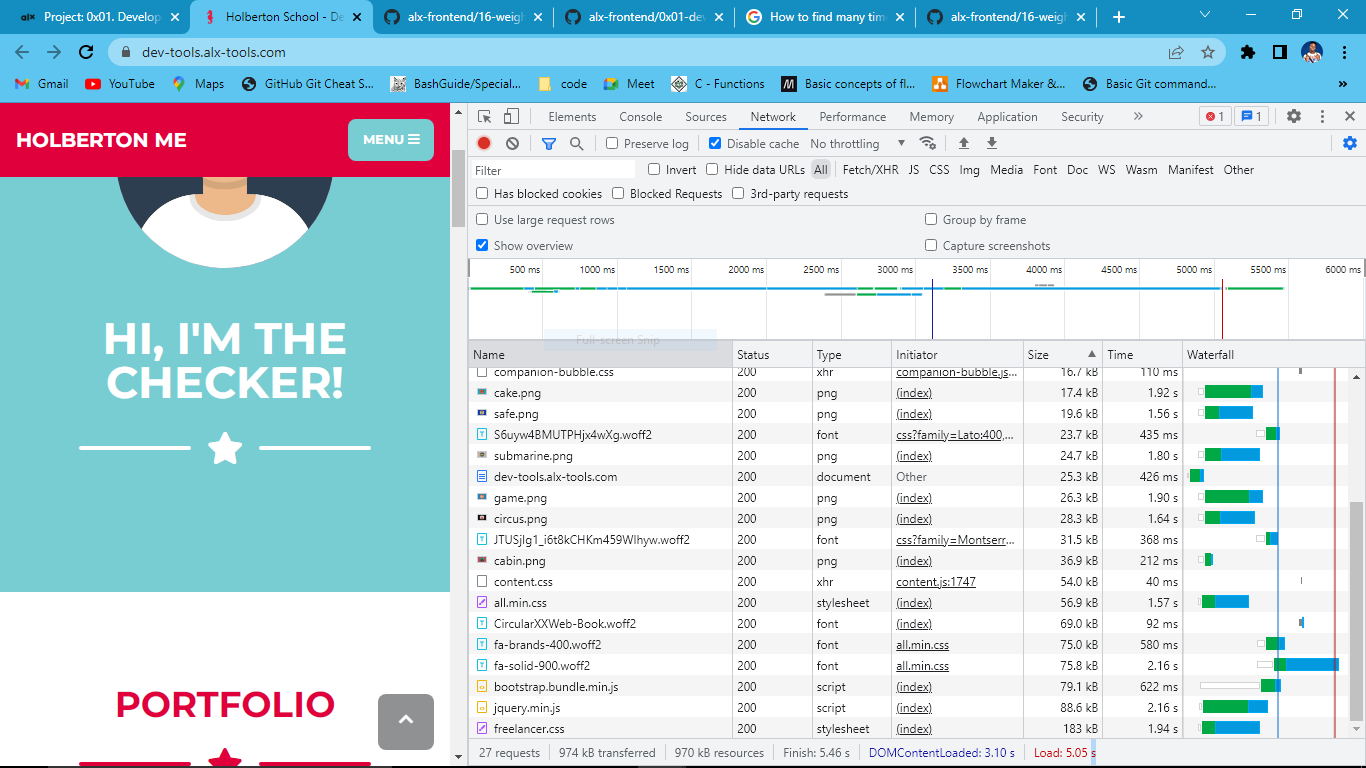 Project: 0x01. Develop
Holberton School - De
alx-frontend/16-weigh
alx-frontend/0x01-dev
How to find many time
alx-frontend/16-weigh
dev-tools.alx-tools.com
Gmail YouTube Maps GitHub Git Cheat S... BashGuide/Special... code Meet C - Functions Basic concepts of fl... Flowchart Maker &... Basic Git command... »
HOLBERTON ME
MENU
HI, I'M THE
CHECKER!
PORTFOLIO
Elements Console Sources Network Performance Memory Application Security » 1 1
Preserve log Disable cache No throttling
Filter Invert Hide data URLs All Fetch/XHR JS CSS Img Media Font Doc WS Wasm Manifest Other
Has blocked cookies Blocked Requests 3rd-party requests
Use large request rows Group by frame
Show overview Capture screenshots
500 ms 1000 ms 1500 ms 2000 ms 2500 ms 3000 ms 3500 ms 4000 ms 4500 ms 5000 ms 5500 ms 6000 ms
Full-screen Snip
Name Status Type Initiator Size Time Waterfall
companion-bubble.css 200 xhr companion-bubble.js... 16.7 kB 110 ms
cake.png 200 png (index) 17.4 kB 1.92 s
safe.png 200 png (index) 19.6 kB 1.56 s
S6uyw4BMUTPHjx4wXg.woff2 200 font css?family=Lato:400,... 23.7 kB 435 ms
submarine.png 200 png (index) 24.7 kB 1.80 s
dev-tools.alx-tools.com 200 document Other 25.3 kB 426 ms
game.png 200 png (index) 26.3 kB 1.90 s
circus.png 200 png (index) 28.3 kB 1.64 s
JTUSjIg1_i6t8kCHKm459Wlhyw.woff2 200 font css?family=Montserr... 31.5 kB 368 ms
cabin.png 200 png (index) 36.9 kB 212 ms
content.css 200 xhr content.js:1747 54.0 kB 40 ms
all.min.css 200 stylesheet (index) 56.9 kB 1.57 s
CircularXXWeb-Book.woff2 200 font (index) 69.0 kB 92 ms
fa-brands-400.woff2 200 font all.min.css 75.0 kB 580 ms
fa-solid-900.woff2 200 font all.min.css 75.8 kB 2.16 s
bootstrap.bundle.min.js 200 script (index) 79.1 kB 622 ms
jquery.min.js 200 script (index) 88.6 kB 2.16 s
freelancer.css 200 stylesheet (index) 183 kB 1.94 s
27 requests 974 kB transferred 970 kB resources Finish: 5.46 s DOMContentLoaded: 3.10 s Load: 5.05 s